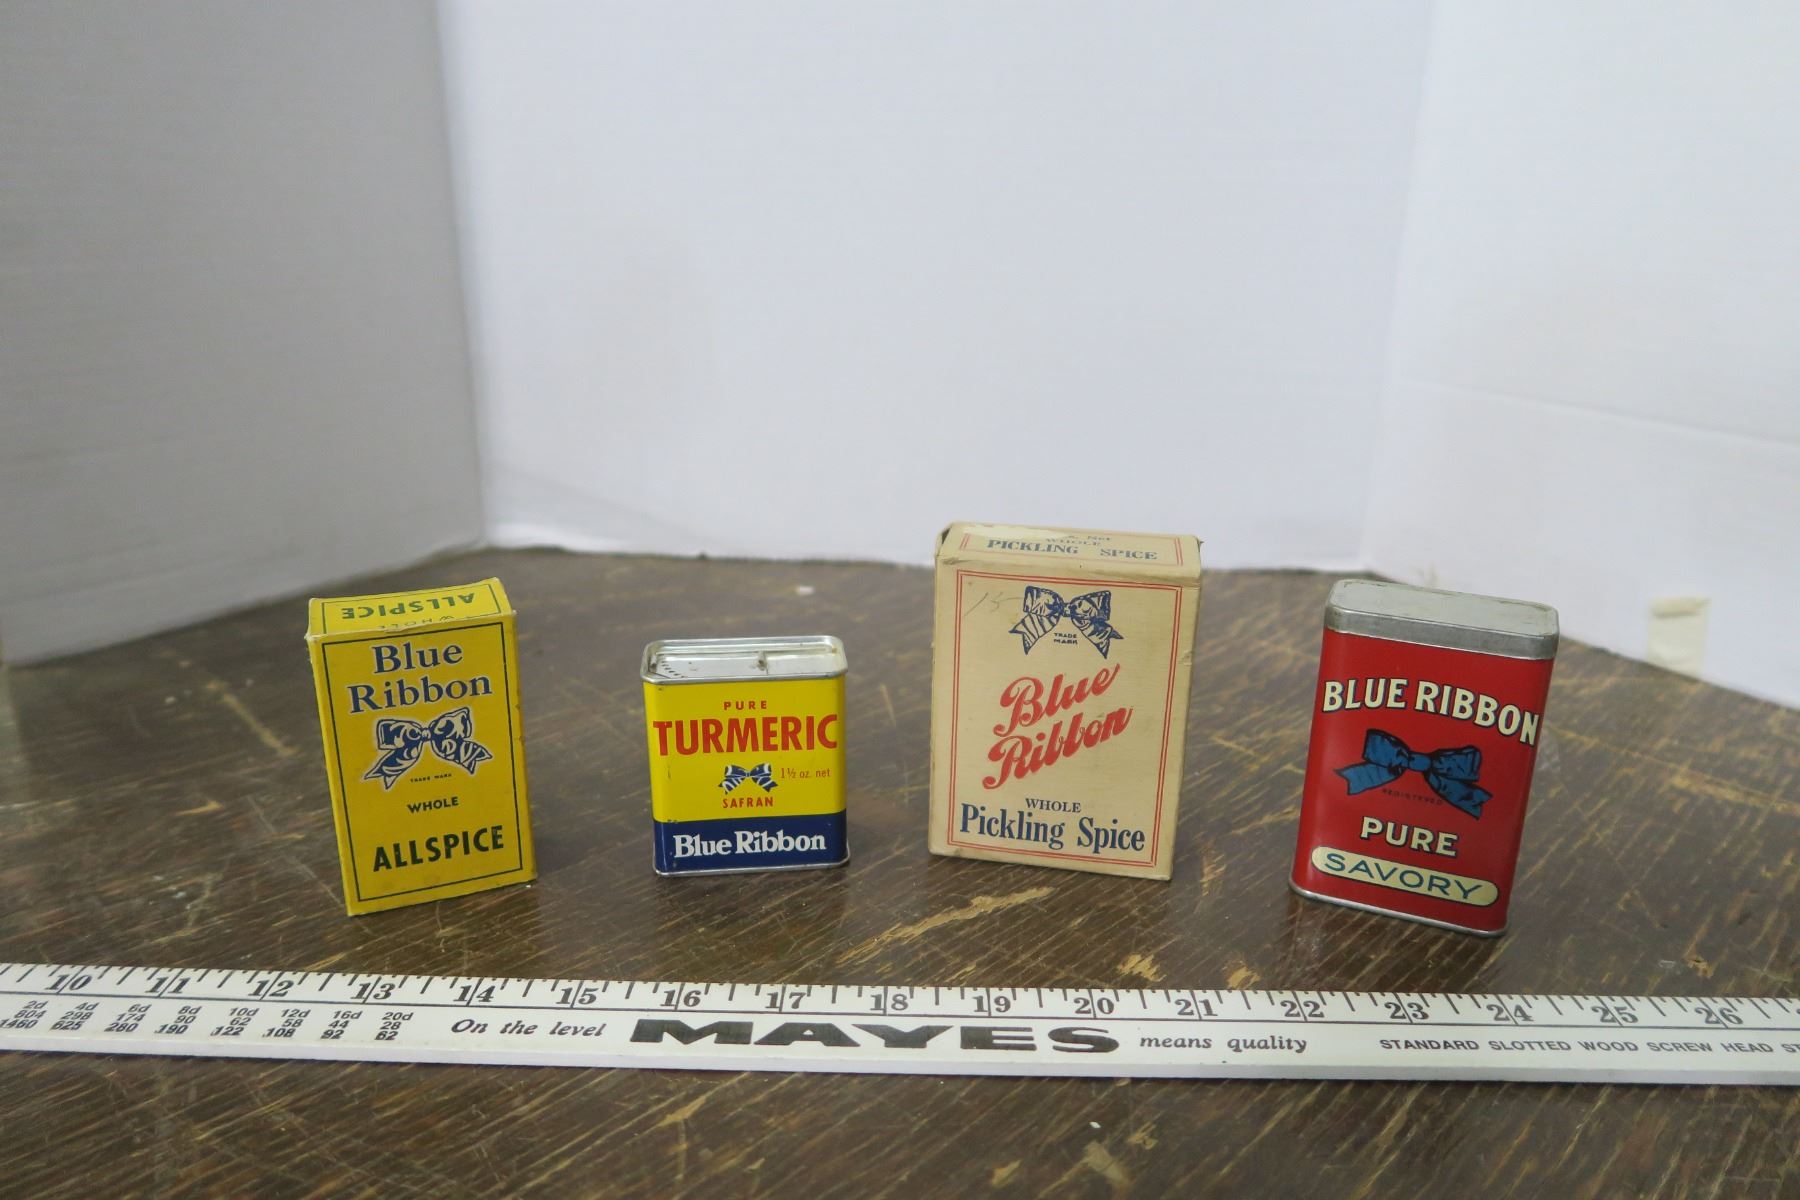 ALLSPICE
WHOLE
Blue
Ribbon
TRADE MARK
WHOLE
ALLSPICE
PURE
TURMERIC
1½ oz. net
SAFRAN
Blue Ribbon
Net
WHOLE
PICKLING SPICE
15
TRADE
MARK
Blue
Ribbon
WHOLE
Pickling Spice
BLUE RIBBON
REGISTERED
PURE
SAVORY
10 11 12 13 14 15 16 17 18 19 20 21 22 23 24 25 26
2d 4d 6d 8d 10d 12d 16d 20d
804 298 174 90 62 58 44 28
1460 625 280 190 .122 .108 92 62
On the level MAYES means quality
STANDARD SLOTTED WOOD SCREW HEAD